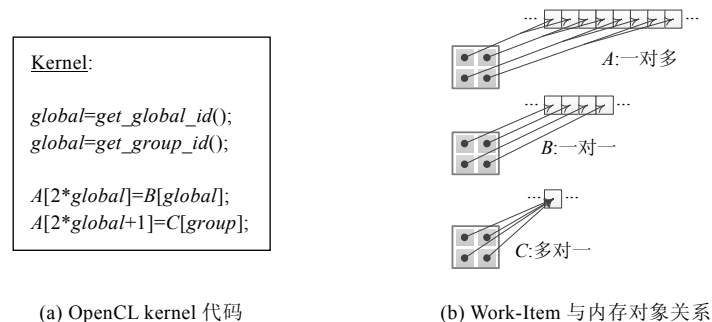 Kernel:
global=get_global_id();
global=get_group_id();
A[2*global]=B[global];
A[2*global+1]=C[group];
(a) OpenCL kernel 代码
... ...
A:一对多
... ...
B:一对一
... ...
C:多对一
(b) Work-Item 与内存对象关系